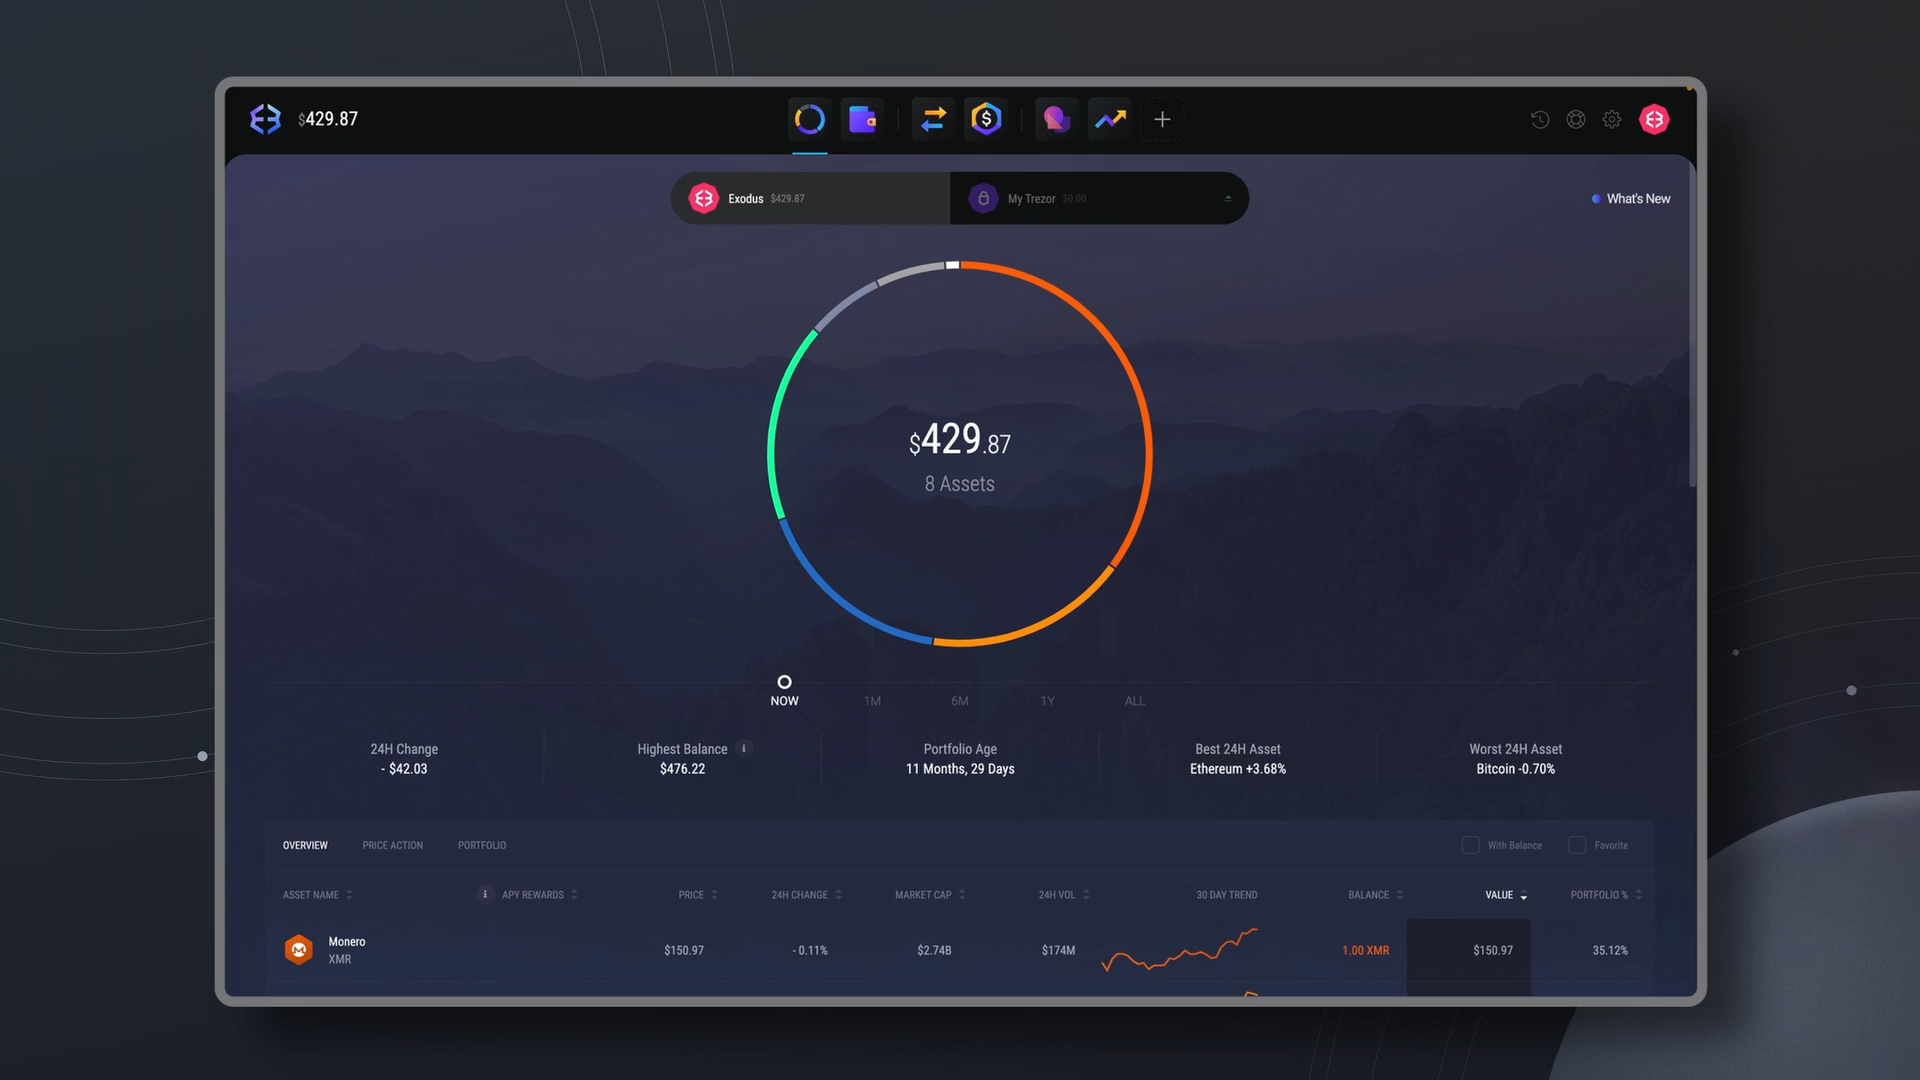 $429.87
Exodus $429.87
My Trezor $0.00
What's New
$429.87
8 Assets
NOW 1M 6M 1Y ALL
24H Change
- $42.03
Highest Balance i
$476.22
Portfolio Age
11 Months, 29 Days
Best 24H Asset
Ethereum +3.68%
Worst 24H Asset
Bitcoin -0.70%
OVERVIEW PRICE ACTION PORTFOLIO With Balance Favorite
ASSET NAME i APY REWARDS PRICE 24H CHANGE MARKET CAP 24H VOL 30 DAY TREND BALANCE VALUE PORTFOLIO %
Monero
XMR
$150.97 - 0.11% $2.74B $174M 1.00 XMR $150.97 35.12%